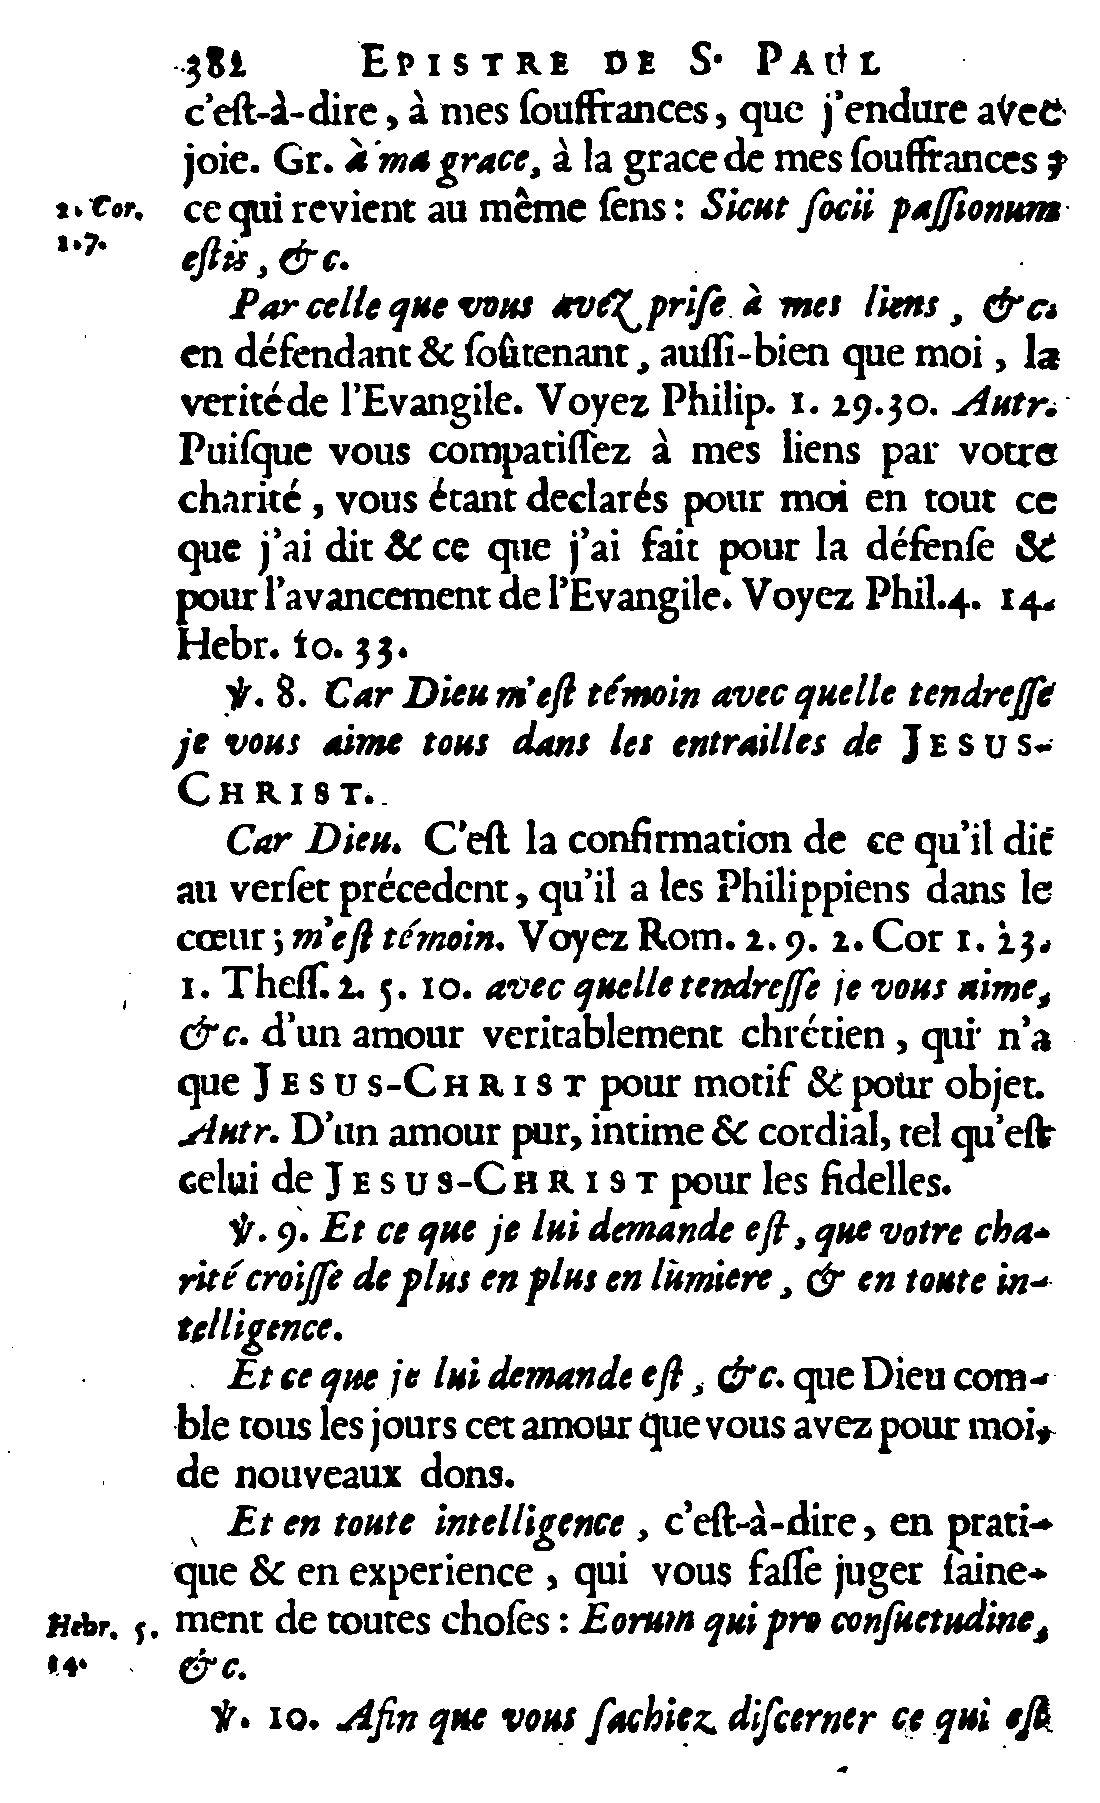 382 EPISTRE DE S. PAUL
c'eſt-à-dire, à mes ſouffrances, que j'endure avec
joie. Gr. à ma grace, à la grace de mes ſouffrances ;
2. Cor. 1. 7.
ce qui revient au même ſens : Sicut ſocii paſſionum
eſtis, &c.
Par celle que vous avez priſe à mes liens, &c.
en défendant & ſoûtenant, auſſi-bien que moi, la
verité de l'Evangile. Voyez Philip. 1. 29. 30. Autr.
Puiſque vous compatiſſez à mes liens par votre
charité, vous étant declarés pour moi en tout ce
que j'ai dit & ce que j'ai fait pour la défenſe &
pour l'avancement de l'Evangile. Voyez Phil. 4. 14.
Hebr. 10. 33.
℣. 8. Car Dieu m'eſt témoin avec quelle tendreſſe
je vous aime tous dans les entrailles de JESUS-
CHRIST.
Car Dieu. C'eſt la confirmation de ce qu'il dit
au verſet précedent, qu'il a les Philippiens dans le
cœur ; m'eſt témoin. Voyez Rom. 2. 9. 2. Cor 1. 23.
1. Theſſ. 2. 5. 10. avec quelle tendreſſe je vous aime,
&c. d'un amour veritablement chrétien, qui n'a
que JESUS-CHRIST pour motif & pour objet.
Autr. D'un amour pur, intime & cordial, tel qu'eſt
celui de JESUS-CHRIST pour les fidelles.
℣. 9. Et ce que je lui demande eſt, que votre cha-
rité croiſſe de plus en plus en lumiere, & en toute in-
telligence.
Et ce que je lui demande eſt, &c. que Dieu com-
ble tous les jours cet amour que vous avez pour moi,
de nouveaux dons.
Et en toute intelligence, c'eſt-à-dire, en prati-
que & en experience, qui vous faſſe juger ſaine-
Hebr. 5. 14.
ment de toutes choſes : Eorum qui pro conſuetudine,
&c.
℣. 10. Afin que vous ſachiez diſcerner ce qui eſt